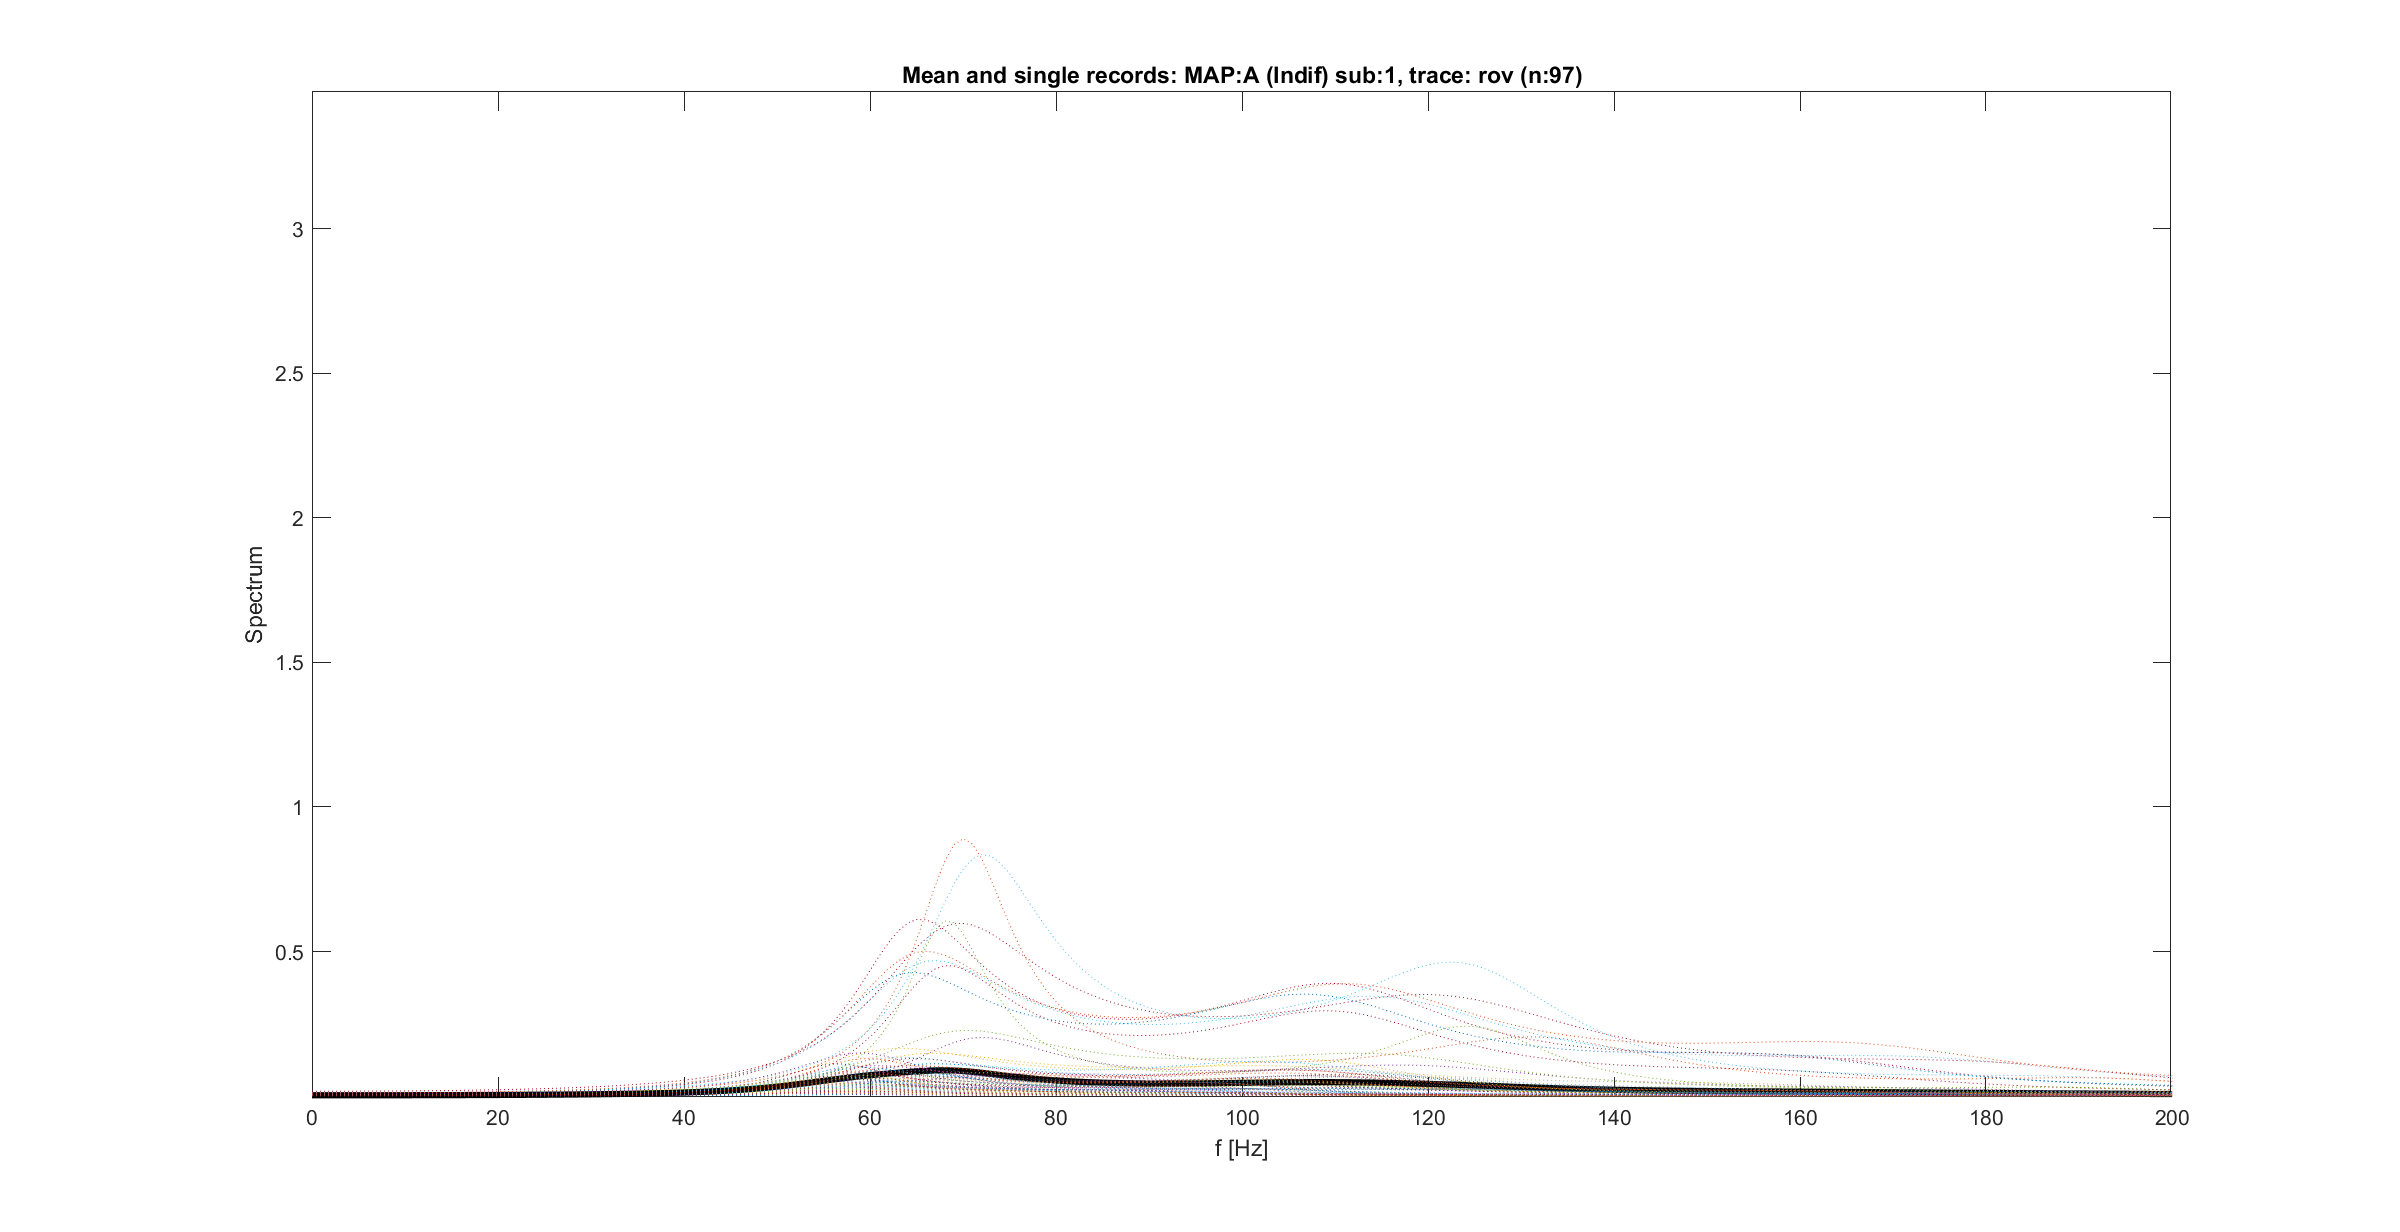 Mean and single records: MAP:A (Indif) sub:1, trace: rov (n:97)
3
2.5
2
1.5
1
0.5
Spectrum
0 20 40 60 80 100 120 140 160 180 200
f [Hz]